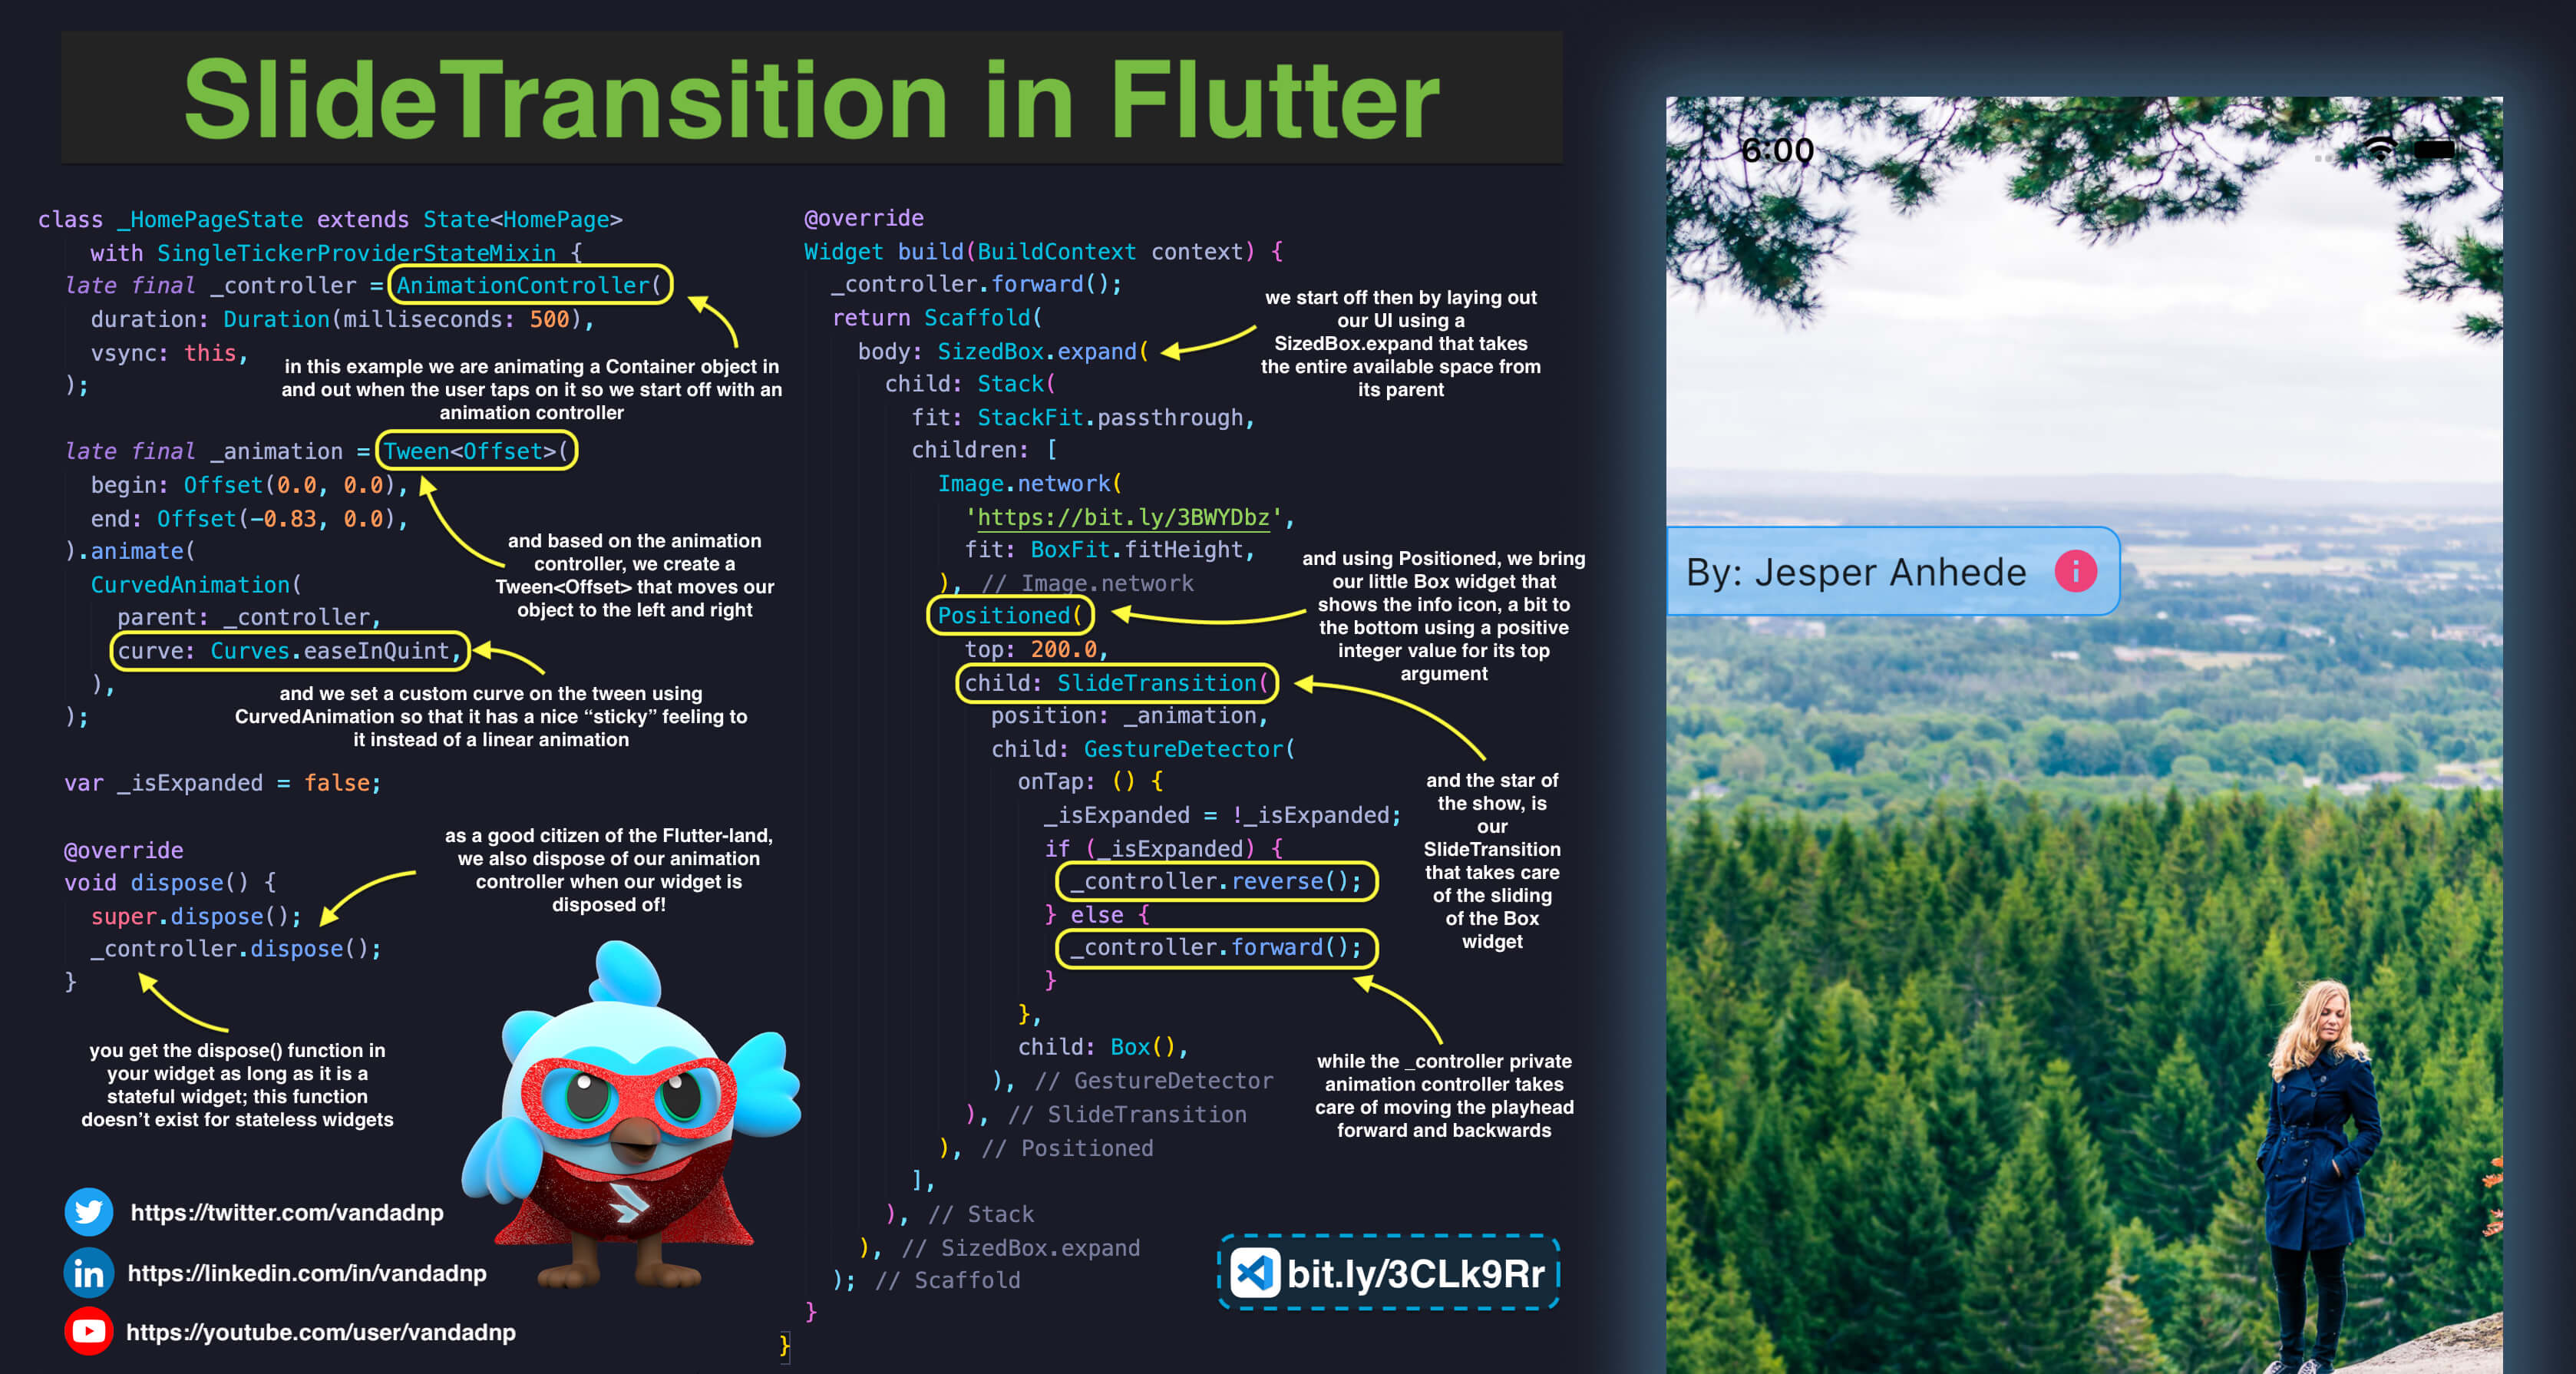 SlideTransition in Flutter
class _HomePageState extends State<HomePage>
with SingleTickerProviderStateMixin {
late final _controller = AnimationController(
duration: Duration(milliseconds: 500),
vsync: this,
);
in this example we are animating a Container object in
and out when the user taps on it so we start off with an
animation controller
late final _animation = Tween<Offset>(
begin: Offset(0.0, 0.0),
end: Offset(-0.83, 0.0),
).animate(
CurvedAnimation(
parent: _controller,
curve: Curves.easeInQuint,
),
);
and based on the animation
controller, we create a
Tween<Offset> that moves our
object to the left and right
and we set a custom curve on the tween using
CurvedAnimation so that it has a nice “sticky” feeling to
it instead of a linear animation
var _isExpanded = false;
@override
void dispose() {
super.dispose();
_controller.dispose();
}
as a good citizen of the Flutter-land,
we also dispose of our animation
controller when our widget is
disposed of!
you get the dispose() function in
your widget as long as it is a
stateful widget; this function
doesn’t exist for stateless widgets
https://twitter.com/vandadnp
in https://linkedin.com/in/vandadnp
https://youtube.com/user/vandadnp
@override
Widget build(BuildContext context) {
_controller.forward();
return Scaffold(
body: SizedBox.expand(
child: Stack(
fit: StackFit.passthrough,
children: [
Image.network(
'https://bit.ly/3BWYDbz',
fit: BoxFit.fitHeight,
), // Image.network
Positioned(
top: 200.0,
child: SlideTransition(
position: _animation,
child: GestureDetector(
onTap: () {
_isExpanded = !_isExpanded;
if (_isExpanded) {
_controller.reverse();
} else {
_controller.forward();
}
},
child: Box(),
), // GestureDetector
), // SlideTransition
), // Positioned
],
), // Stack
), // SizedBox.expand
); // Scaffold
}
}
we start off then by laying out
our UI using a
SizedBox.expand that takes
the entire available space from
its parent
and using Positioned, we bring
our little Box widget that
shows the info icon, a bit to
the bottom using a positive
integer value for its top
argument
and the star of
the show, is
our
SlideTransition
that takes care
of the sliding
of the Box
widget
while the _controller private
animation controller takes
care of moving the playhead
forward and backwards
bit.ly/3CLk9Rr
6:00
By: Jesper Anhede i